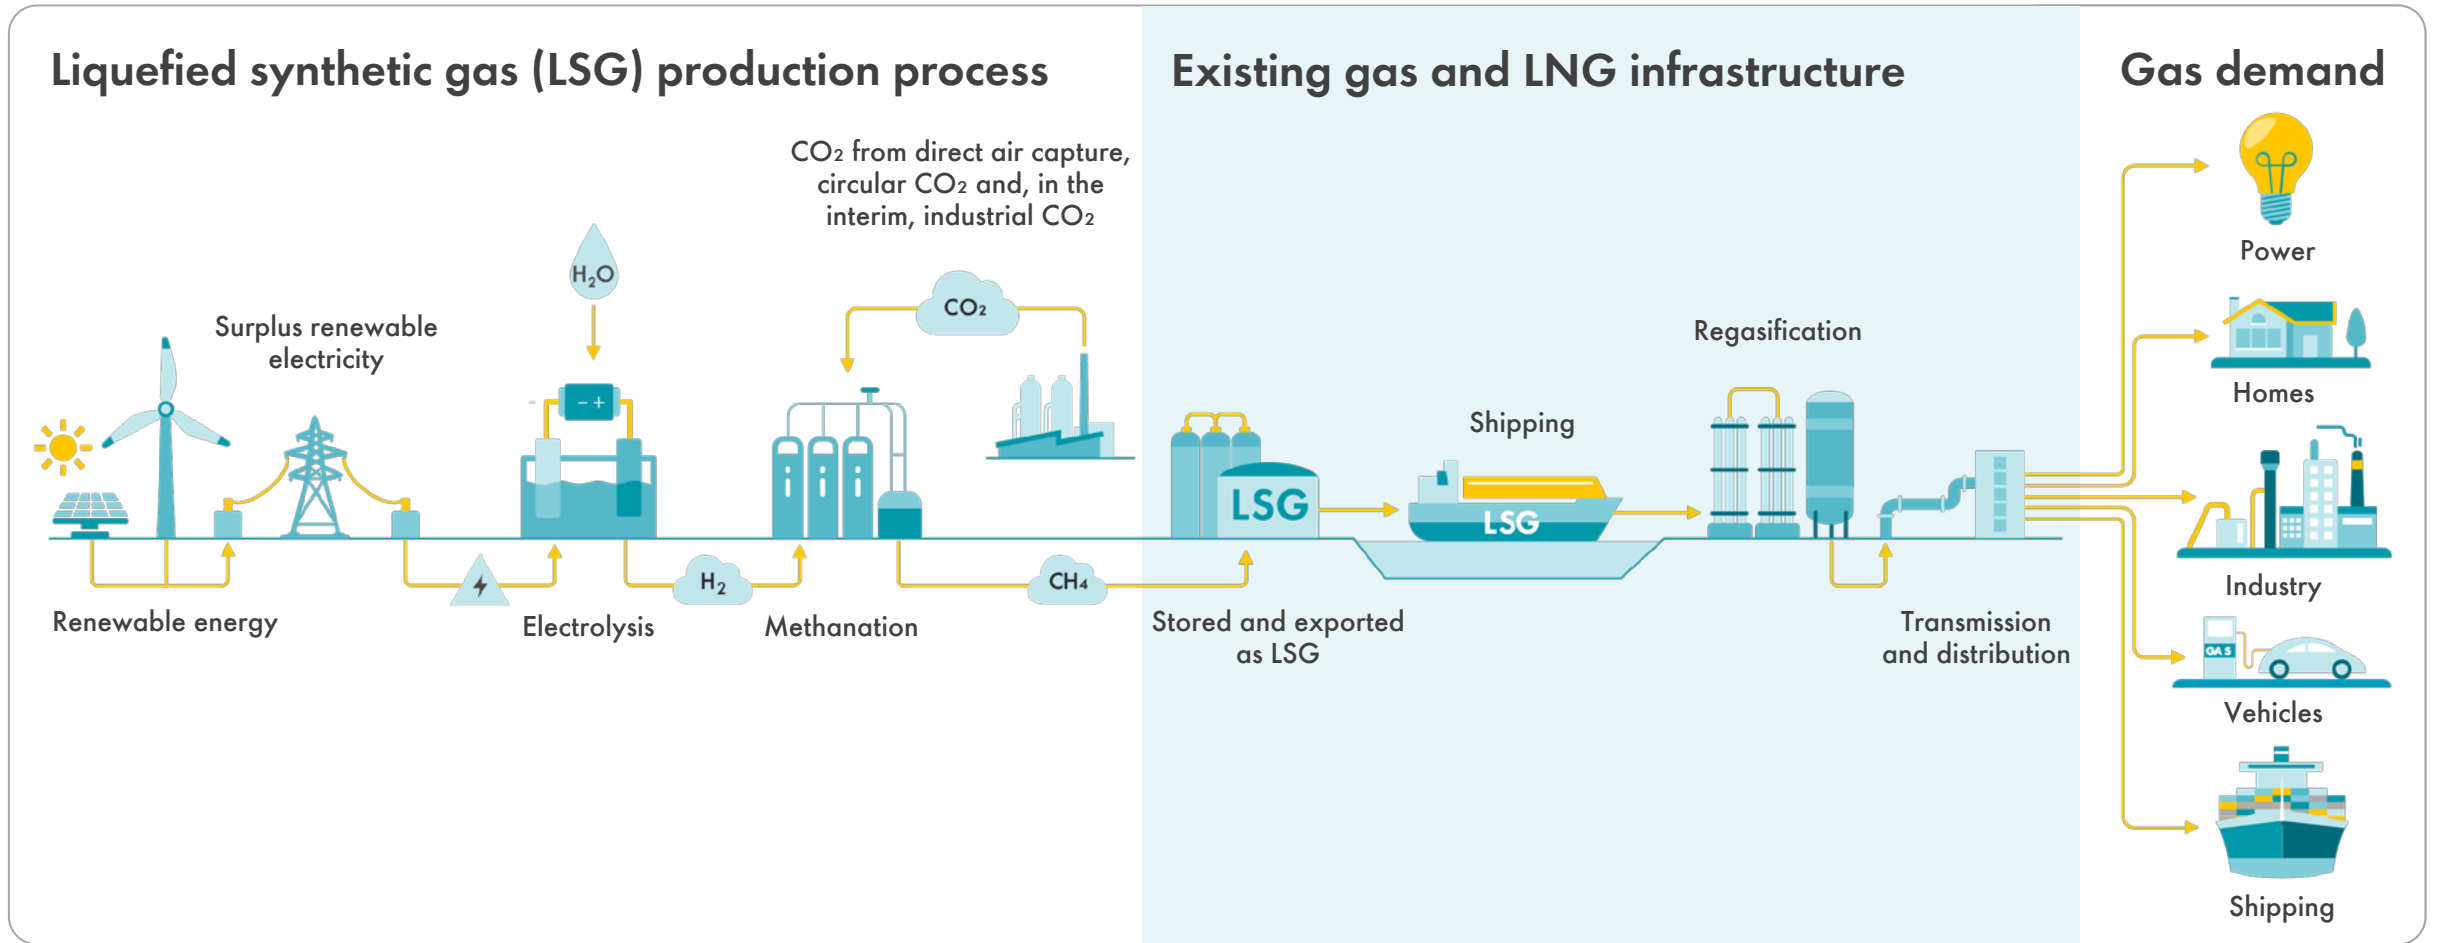 Liquefied synthetic gas (LSG) production process
Existing gas and LNG infrastructure
Gas demand
CO₂ from direct air capture,
circular CO₂ and, in the
interim, industrial CO₂
H₂O
CO₂
Surplus renewable
electricity
- +
Renewable energy
Electrolysis
H₂
Methanation
CH₄
LSG
Stored and exported
as LSG
Shipping
LSG
Regasification
Transmission
and distribution
Power
Homes
Industry
GAS
Vehicles
Shipping